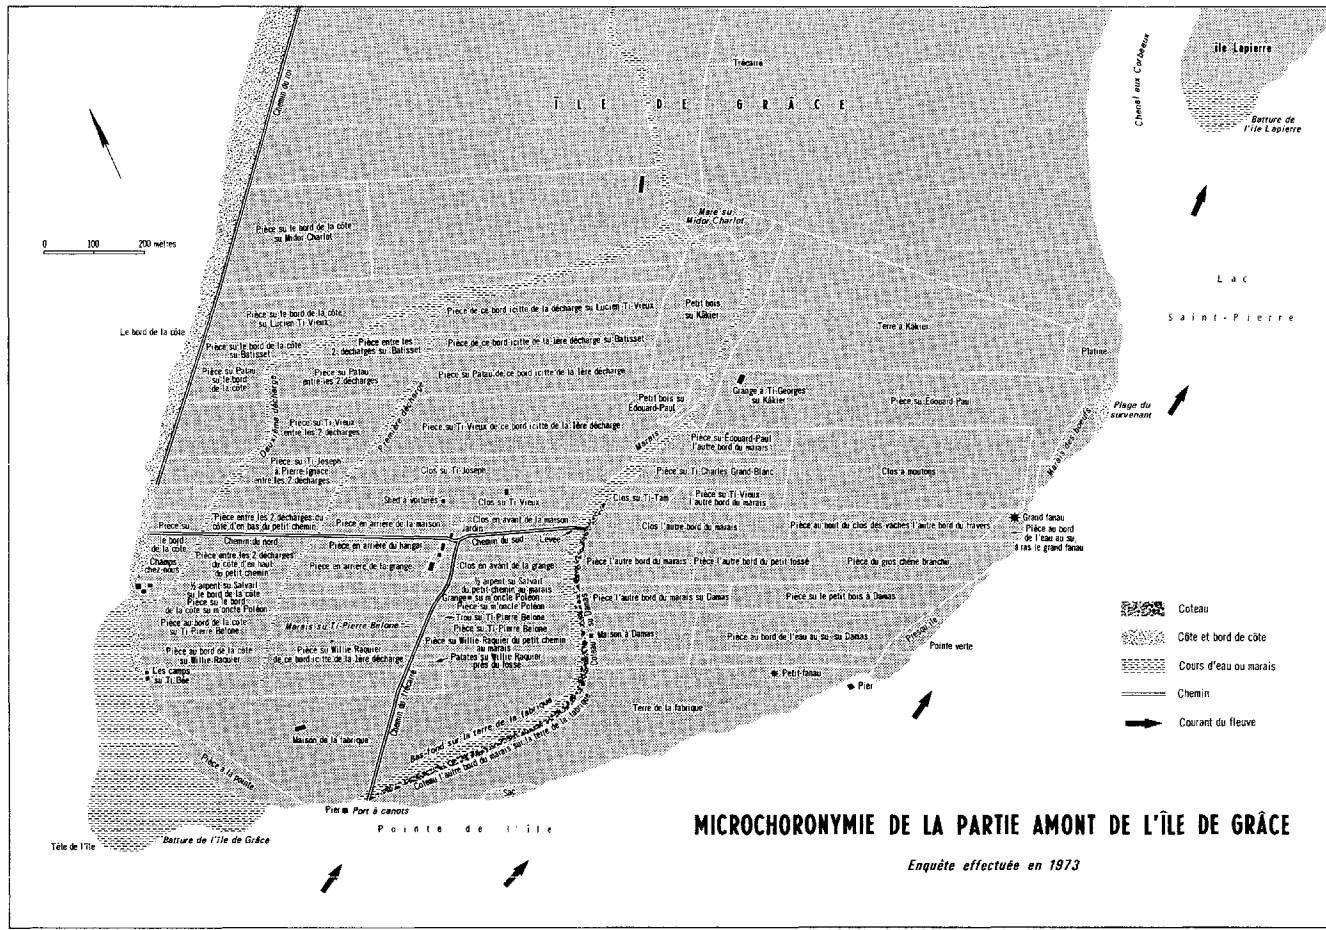 île Lapierre
Trécarré
Chenal aux Corbeaux
Chemin du roi
ÎLE DE GRÂCE
Batture de
l'île Lapierre
Mare su
Midor Charlot
Pièce su le bord de la côte
su Midor Charlot
0 100 200 mètres
Lac
Saint-Pierre
Pièce su le bord de la côte
su Lucien Ti Vieux
Pièce de ce bord icitte de la décharge su Lucien Ti Vieux
Petit bois
su Kâkier
Terre à Kâkier
Le bord de la côte
Pièce su le bord de la côte
su Batisset
Pièce entre les
2 décharges su Batisset
Pièce de ce bord icitte de la 1ère décharge su Batisset
Platine
Pièce su Patau
su le bord
de la côte
Pièce su Patau
entre les 2 décharges
Pièce su Patau de ce bord icitte de la 1ère décharge
Deuxième décharge
Première décharge
Petit bois su
Edouard-Paul
Grange à Ti-Georges
su Kâkier
Pièce su Edouard-Paul
Plage du
survenant
Marais
Marais des boeufs
Pièce su Ti-Vieux
entre les 2 décharges
Pièce su Ti Vieux de ce bord icitte de la 1ère décharge
Pièce su Edouard-Paul
l'autre bord du marais
Pièce su Ti-Joseph
à Pierre-Ignace
entre les 2 décharges
Clos su Ti-Joseph
Pièce su Ti-Charles Grand-Blanc
Clos à moutons
Shed à voitures
Clos su Ti Vieux
Clos su Ti-Tam
Pièce su Ti-Vieux
l'autre bord du marais
Pièce su
le bord
de la côte
Pièce entre les 2 décharges du
côté d'en bas du petit chemin
Pièce en arrière de la maison
Jardin
Clos en avant de la maison
Clos l'autre bord du marais
Pièce au bout du clos des vaches l'autre bord du travers
Grand fanau
Pièce au bord
de l'eau au su,
à ras le grand fanau
Chemin du nord
Chemin du sud
Levée
Champs
chez-nous
Pièce entre les 2 décharges
du côté d'en haut
du petit chemin
Pièce en arrière du hangar
Pièce en arrière de la grange
Clos en avant de la grange
Pièce l'autre bord du marais
Pièce l'autre bord du petit fossé
Pièce du gros chêne branchu
½ arpent su Salvail
su le bord de la côte
½ arpent su Salvail
du petit chemin au marais
Pièce su le bord
de la côte su m'oncle Poléon
Grange su m'oncle Poléon
Pièce su m'oncle Poléon
Pièce l'autre bord du marais su Damas
Pièce su le petit bois à Damas
Pièce au bord de la côte
su Ti-Pierre Belone
Marais su Ti-Pierre Belone
Trou su Ti-Pierre Belone
Pièce su Ti-Pierre Belone
Coteau su Damas
Maison à Damas
Pièce au bord de l'eau au su su Damas
Pièce au bord de la côte
su Willie-Raquier
Pièce su Willie Raquier
de ce bord icitte de la 1ère décharge
Pièce su Willie-Raquier du petit chemin
au marais
Patates su Willie Raquier
près du fossé
Pointe verte
Les camps
su Ti-Bée
Petit-fanau
Pier
Chemin de l'écore
Terre de la fabrique
Maison de la fabrique
Bas-fond sur la terre de la fabrique
Coteau l'autre bord du marais sur la terre de la fabrique
Pièce à la pointe
Sac
Pier
Port à canots
Pointe de l'île
Tête de l'île
Batture de l'île de Grâce
Coteau
Côte et bord de côte
Cours d'eau ou marais
Chemin
Courant du fleuve
MICROCHORONYMIE DE LA PARTIE AMONT DE L'ÎLE DE GRÂCE
Enquête effectuée en 1973